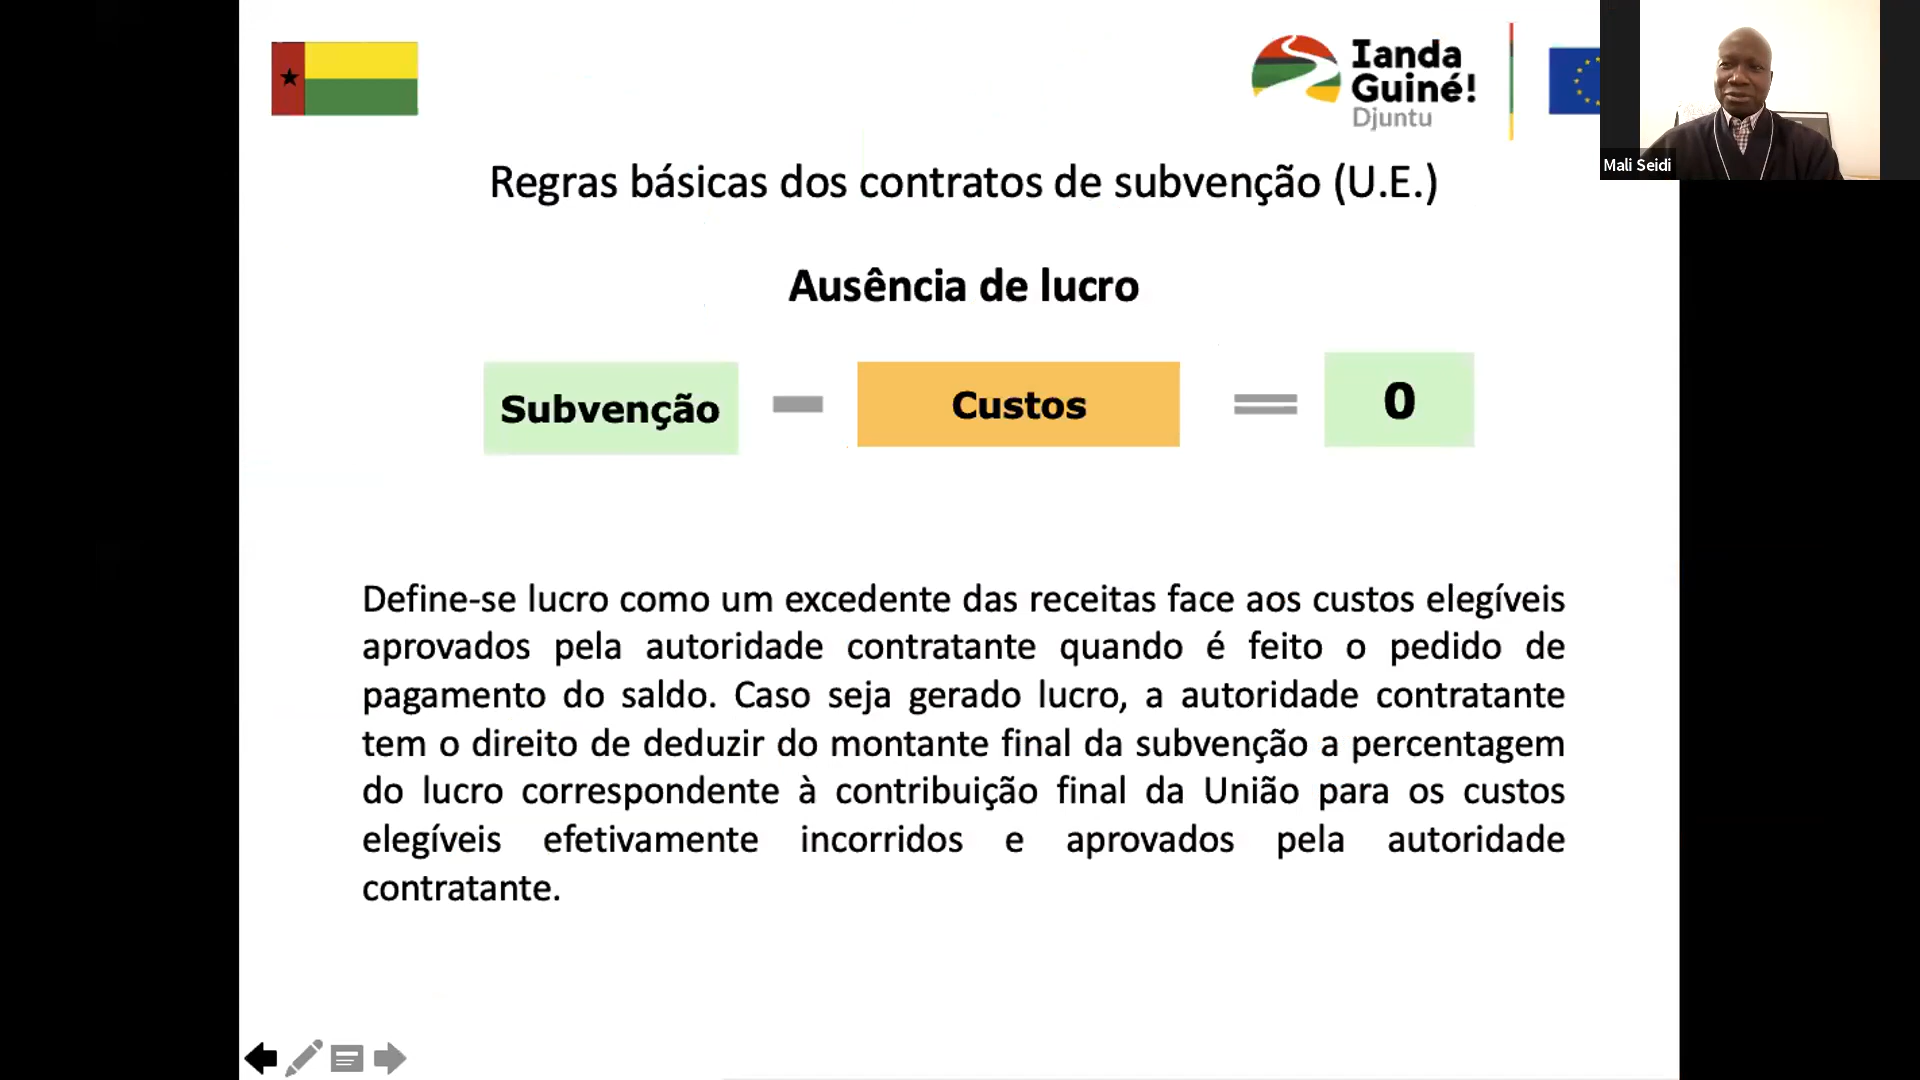 Ianda
Guiné!
Djuntu
Mali Seidi
Regras básicas dos contratos de subvenção (U.E.)
Ausência de lucro
Subvenção
Custos
0
Define-se lucro como um excedente das receitas face aos custos elegíveis
aprovados pela autoridade contratante quando é feito o pedido de
pagamento do saldo. Caso seja gerado lucro, a autoridade contratante
tem o direito de deduzir do montante final da subvenção a percentagem
do lucro correspondente à contribuição final da União para os custos
elegíveis efetivamente incorridos e aprovados pela autoridade
contratante.